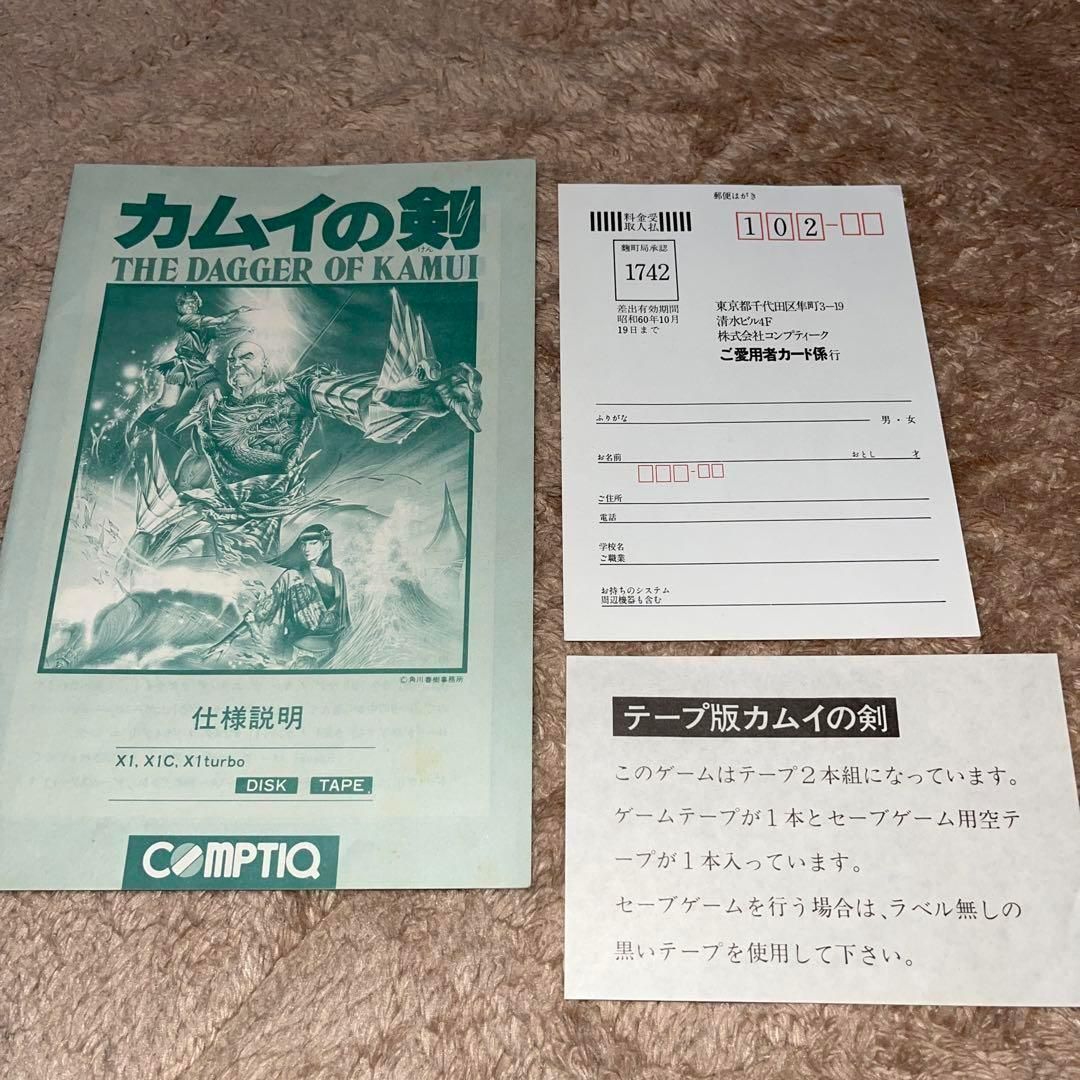 カムイの剣
けん
THE DAGGER OF KAMUI
©角川春樹事務所
仕様説明
X1, X1C, X1turbo
DISK TAPE
COMPTIQ
郵便はがき
料金受
取人払
102-
麹町局承認
1742
差出有効期間
昭和60年10月
19日まで
東京都千代田区隼町3-19
清水ビル4F
株式会社コンプティーク
ご愛用者カード係行
ふりがな
男・女
お名前
おとし 才
ご住所
電話
学校名
ご職業
お持ちのシステム
周辺機器も含む
テープ版カムイの剣
このゲームはテープ2本組になっています。
ゲームテープが1本とセーブゲーム用空テ
ープが1本入っています。
セーブゲームを行う場合は、ラベル無しの
黒いテープを使用して下さい。